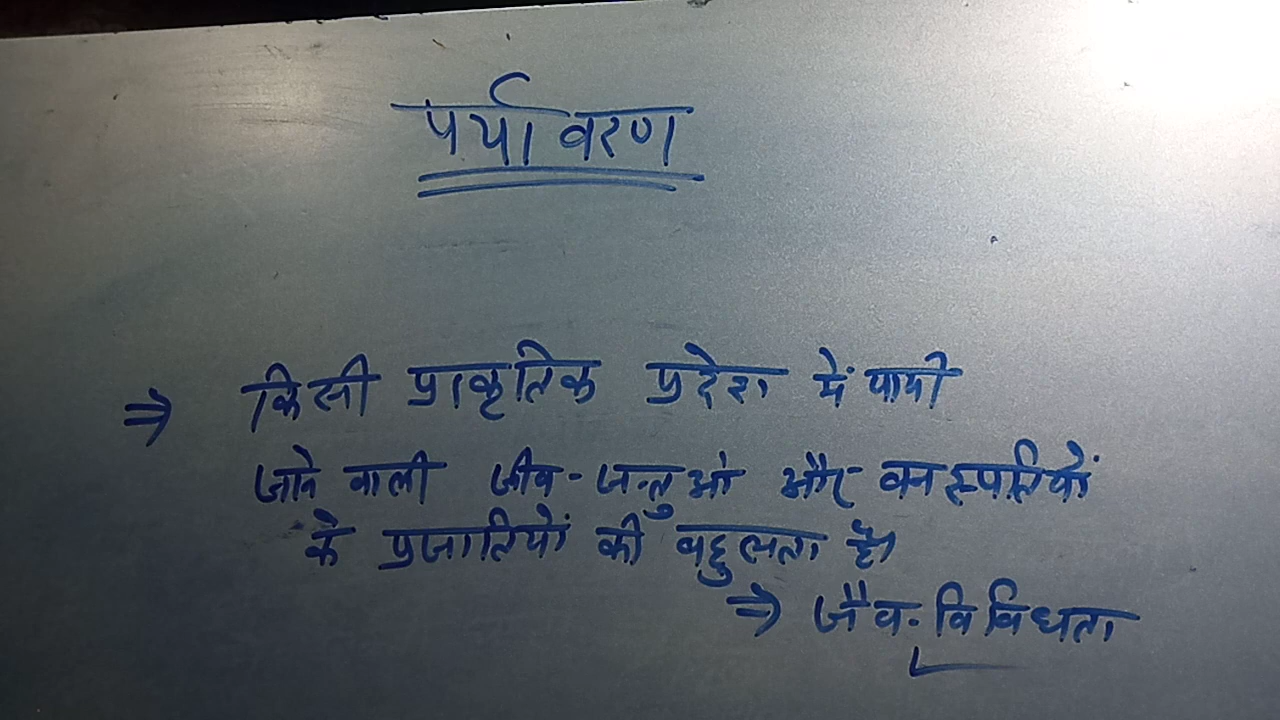 पर्यावरण
⇒ किसी प्राकृतिक प्रदेश में पायी
जाने वाली जीव-जन्तुओ और वनस्पतियों
के प्रजातियों की बहुलता है।
⇒ जैव-विविधता